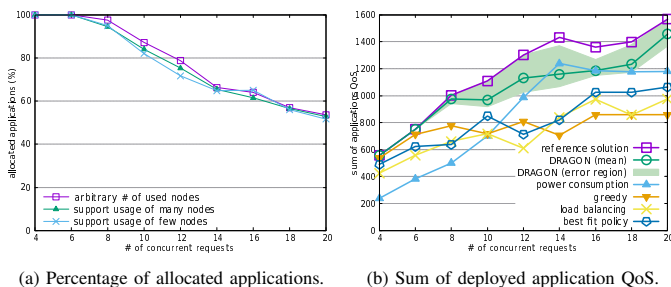 100
80
60
40
20
0
allocated applications (%)
arbitrary # of used nodes
support usage of many nodes
support usage of few nodes
4 6 8 10 12 14 16 18 20
# of concurrent requests
(a) Percentage of allocated applications.
1600
1400
1200
1000
800
600
400
200
0
sum of application QoS
reference solution
DRAGON (mean)
DRAGON (error region)
power consumption
greedy
load balancing
best fit policy
4 6 8 10 12 14 16 18 20
# of concurrent requests
(b) Sum of deployed application QoS.